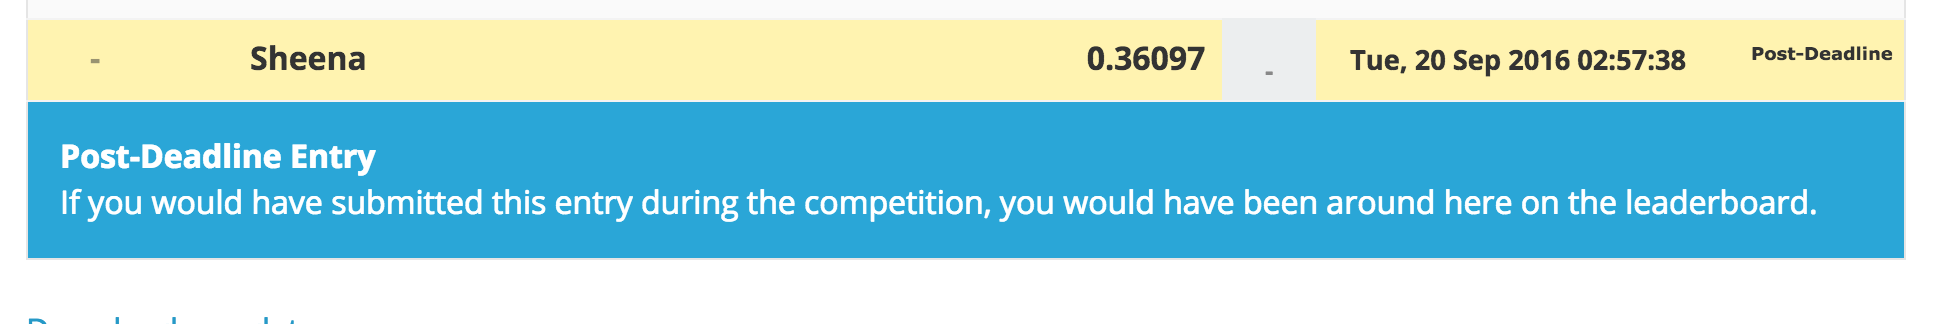 - Sheena 0.36097 - Tue, 20 Sep 2016 02:57:38 Post-Deadline
Post-Deadline Entry
If you would have submitted this entry during the competition, you would have been around here on the leaderboard.